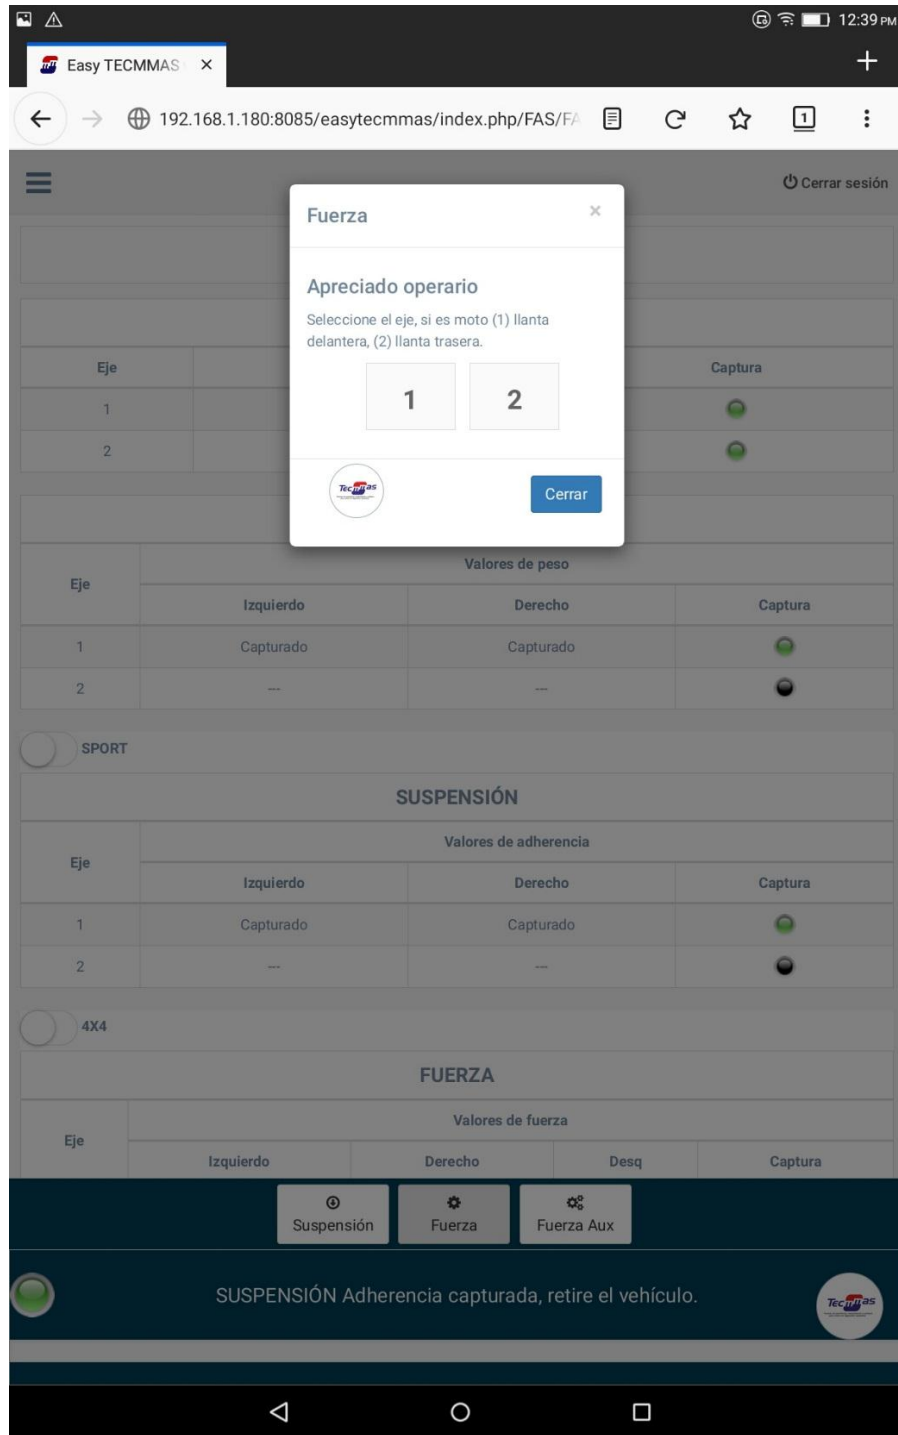 12:39 PM
Easy TECMMAS
192.168.1.180:8085/easytecmmas/index.php/FAS/FA
1
Cerrar sesión
Fuerza
×
Apreciado operario
Seleccione el eje, si es moto (1) llanta
delantera, (2) llanta trasera.
1 2
Tecmmas
Cerrar
Eje Captura
1
2
Valores de peso
Eje
Izquierdo Derecho Captura
1 Capturado Capturado
2 --- ---
SPORT
SUSPENSIÓN
Valores de adherencia
Eje
Izquierdo Derecho Captura
1 Capturado Capturado
2 --- ---
4X4
FUERZA
Valores de fuerza
Eje
Izquierdo Derecho Desq Captura
Suspensión Fuerza Fuerza Aux
SUSPENSIÓN Adherencia capturada, retire el vehículo.
Tecmmas